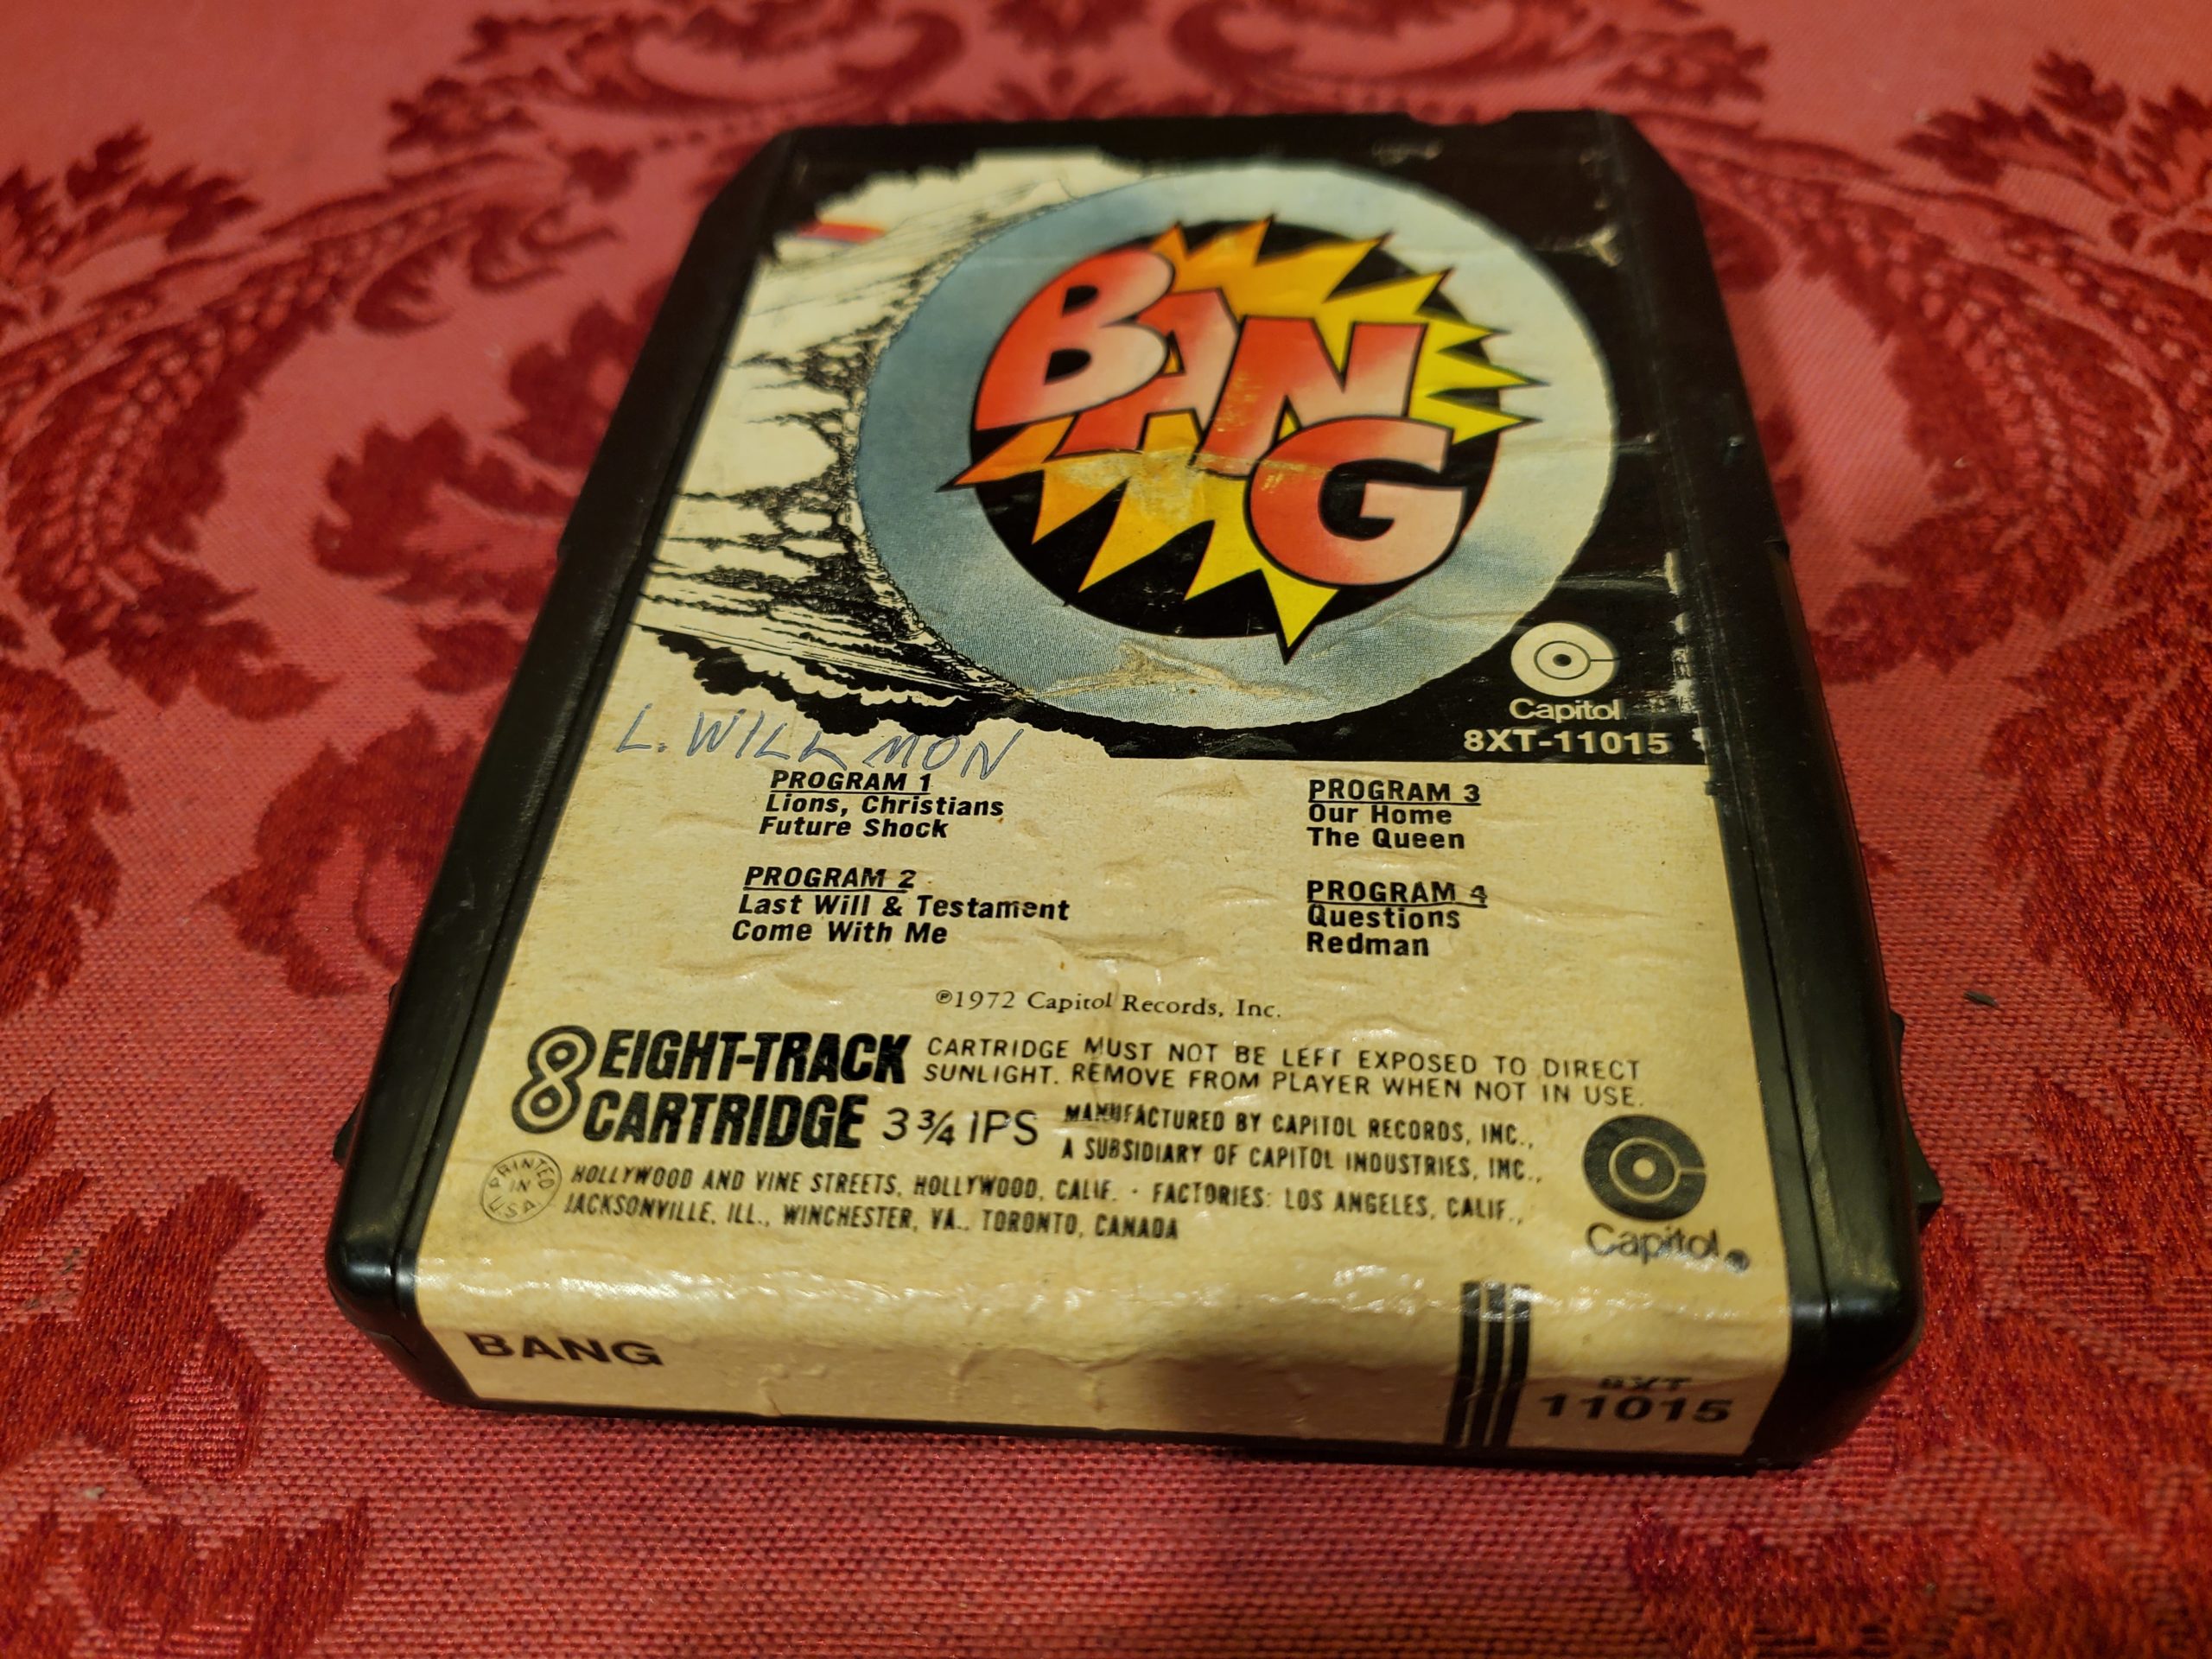 BANG
Capitol
8XT-11015
L. WILLMON
PROGRAM 1
Lions, Christians
Future Shock
PROGRAM 2
Last Will & Testament
Come With Me
PROGRAM 3
Our Home
The Queen
PROGRAM 4
Questions
Redman
℗1972 Capitol Records, Inc.
8 EIGHT-TRACK
CARTRIDGE 3 ¾ IPS
CARTRIDGE MUST NOT BE LEFT EXPOSED TO DIRECT
SUNLIGHT. REMOVE FROM PLAYER WHEN NOT IN USE.
MANUFACTURED BY CAPITOL RECORDS, INC.,
A SUBSIDIARY OF CAPITOL INDUSTRIES, INC.,
PRINTED IN U.S.A.
HOLLYWOOD AND VINE STREETS, HOLLYWOOD, CALIF. · FACTORIES: LOS ANGELES, CALIF.,
JACKSONVILLE, ILL., WINCHESTER, VA., TORONTO, CANADA
Capitol®
BANG
8XT
11015